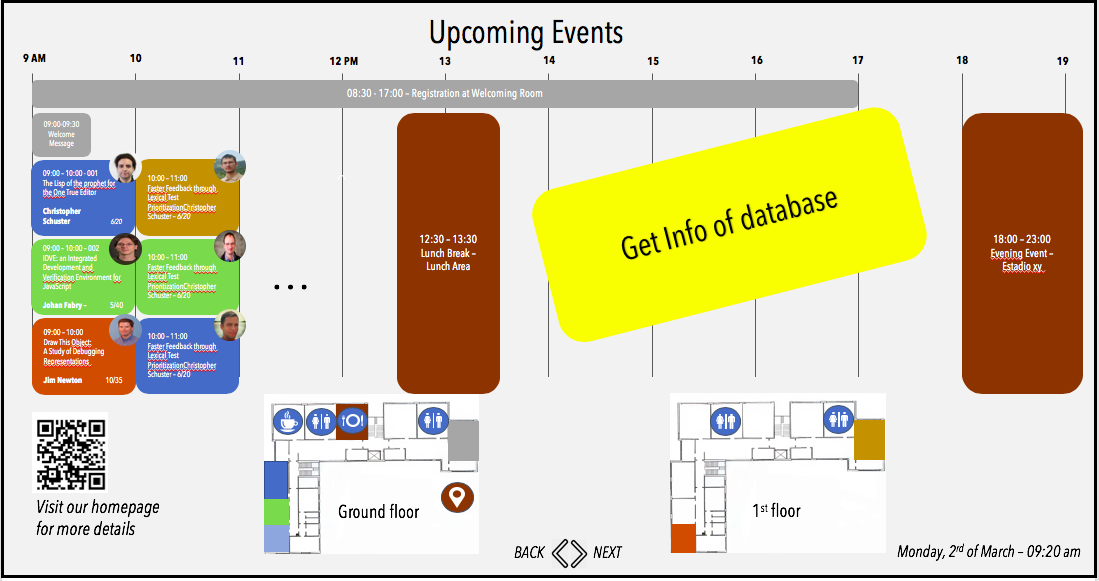 Upcoming Events
9 AM 10 11 12 PM 13 14 15 16 17 18 19
08:30 - 17:00 – Registration at Welcoming Room
09:00-09:30
Welcome
Message
09:00 – 10:00 - 001
The Lisp of the prophet for
the One True Editor
Christopher
Schuster 6/20
10:00 – 11:00
Faster Feedback through
Lexical Test
PrioritizationChristopher
Schuster – 6/20
09:00 – 10:00 – 002
IDVE: an Integrated
Development and
Verification Environment for
JavaScript
Johan Fabry – 5/40
10:00 – 11:00
Faster Feedback through
Lexical Test
PrioritizationChristopher
Schuster – 6/20
09:00 – 10:00
Draw This Object:
A Study of Debugging
Representations
Jim Newton 10/35
10:00 – 11:00
Faster Feedback through
Lexical Test
PrioritizationChristopher
Schuster – 6/20
...
12:30 – 13:30
Lunch Break –
Lunch Area
Get Info of database
18:00 – 23:00
Evening Event –
Estadio xy
Visit our homepage
for more details
Ground floor
1st floor
BACK NEXT
Monday, 2rd of March – 09:20 am